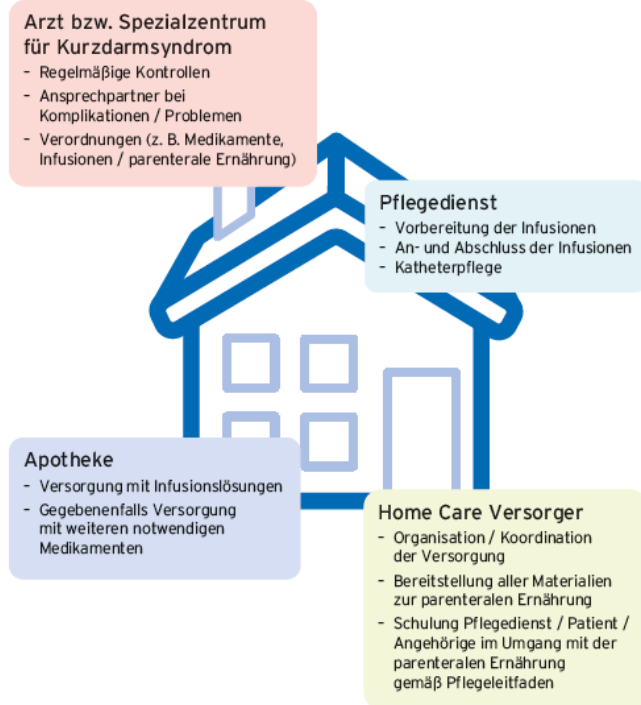 Arzt bzw. Spezialzentrum
für Kurzdarmsyndrom
- Regelmäßige Kontrollen
- Ansprechpartner bei
Komplikationen / Problemen
- Verordnungen (z. B. Medikamente,
Infusionen / parenterale Ernährung)
Pflegedienst
- Vorbereitung der Infusionen
- An- und Abschluss der Infusionen
- Katheterpflege
Apotheke
- Versorgung mit Infusionslösungen
- Gegebenenfalls Versorgung
mit weiteren notwendigen
Medikamenten
Home Care Versorger
- Organisation / Koordination
der Versorgung
- Bereitstellung aller Materialien
zur parenteralen Ernährung
- Schulung Pflegedienst / Patient /
Angehörige im Umgang mit der
parenteralen Ernährung
gemäß Pflegeleitfaden